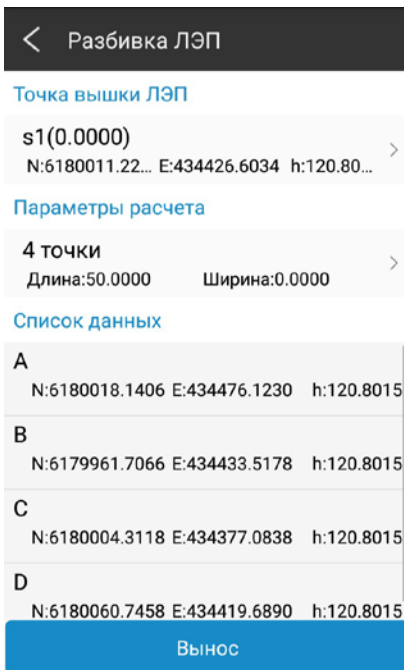 Разбивка ЛЭП
Точка вышки ЛЭП
s1(0.0000)
N:6180011.22... E:434426.6034 h:120.80...
Параметры расчета
4 точки
Длина:50.0000 Ширина:0.0000
Список данных
A
N:6180018.1406 E:434476.1230 h:120.8015
B
N:6179961.7066 E:434433.5178 h:120.8015
C
N:6180004.3118 E:434377.0838 h:120.8015
D
N:6180060.7458 E:434419.6890 h:120.8015
Вынос